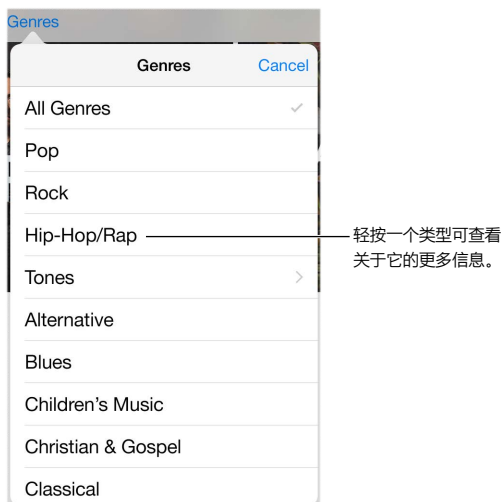 Genres
Genres Cancel
All Genres
Pop
Rock
Hip-Hop/Rap
轻按一个类型可查看
关于它的更多信息。
Tones
Alternative
Blues
Children’s Music
Christian & Gospel
Classical